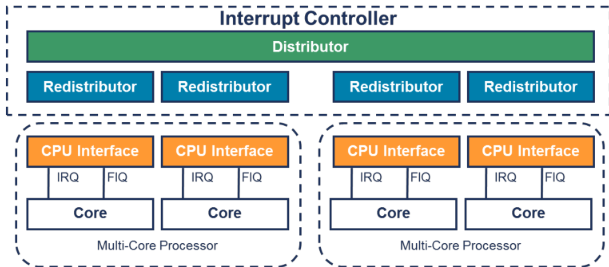 Interrupt Controller
Distributor
Redistributor Redistributor Redistributor Redistributor
CPU Interface CPU Interface CPU Interface CPU Interface
IRQ FIQ IRQ FIQ IRQ FIQ IRQ FIQ
Core Core Core Core
Multi-Core Processor Multi-Core Processor